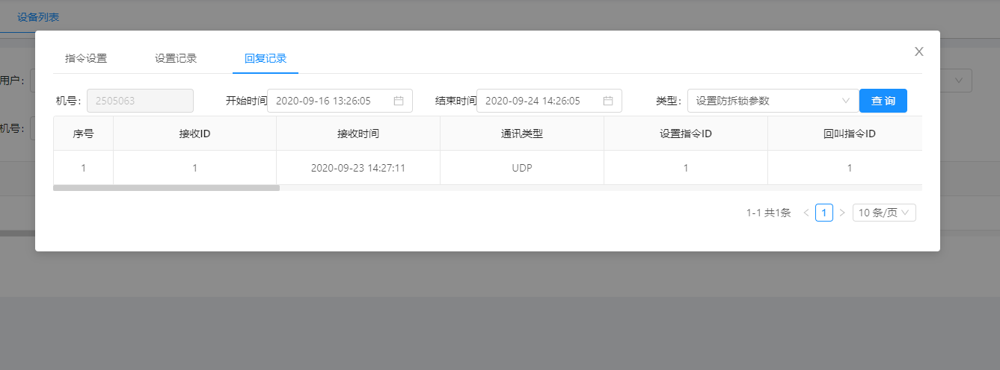 设备列表
指令设置 设置记录 回复记录
用户：
机号： 2505063 开始时间 2020-09-16 13:26:05 结束时间 2020-09-24 14:26:05 类型： 设置防拆锁参数 查 询
机号：
序号 接收ID 接收时间 通讯类型 设置指令ID 回叫指令ID
1 1 2020-09-23 14:27:11 UDP 1 1
1-1 共1条 1 10 条/页